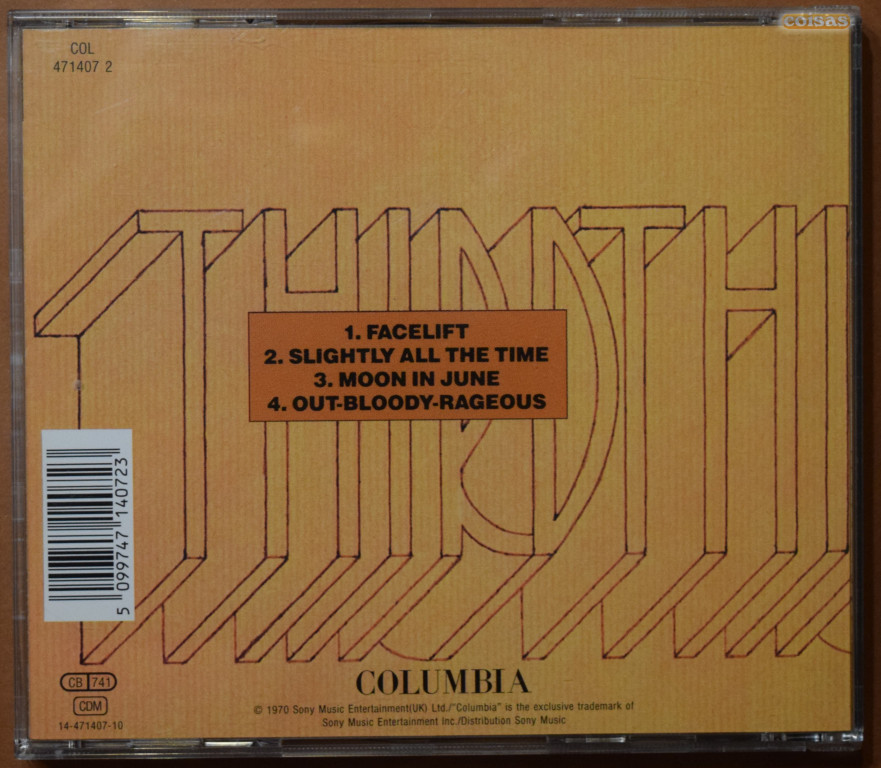 coisas
COL
471407 2
THIRD TH
1. FACELIFT
2. SLIGHTLY ALL THE TIME
3. MOON IN JUNE
4. OUT-BLOODY-RAGEOUS
5 099747 140723
COLUMBIA
CB 741
CDM
14-471407-10
© 1970 Sony Music Entertainment(UK) Ltd./"Columbia" is the exclusive trademark of
Sony Music Entertainment Inc./Distribution Sony Music